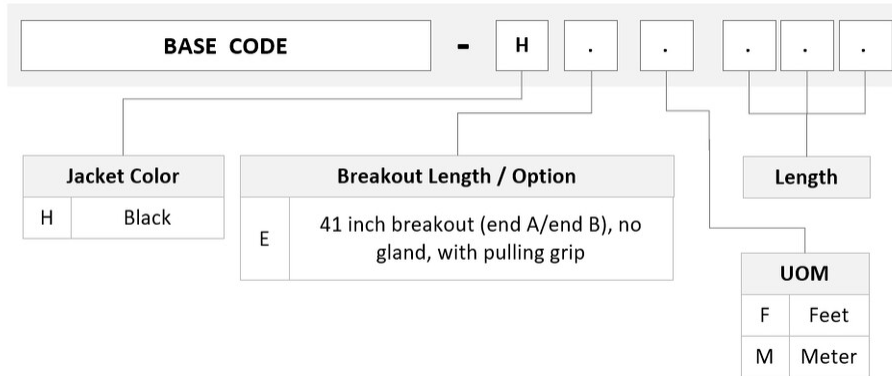 BASE CODE - H . . . . .
Jacket Color
H Black
Breakout Length / Option
E 41 inch breakout (end A/end B), no
gland, with pulling grip
Length
UOM
F Feet
M Meter